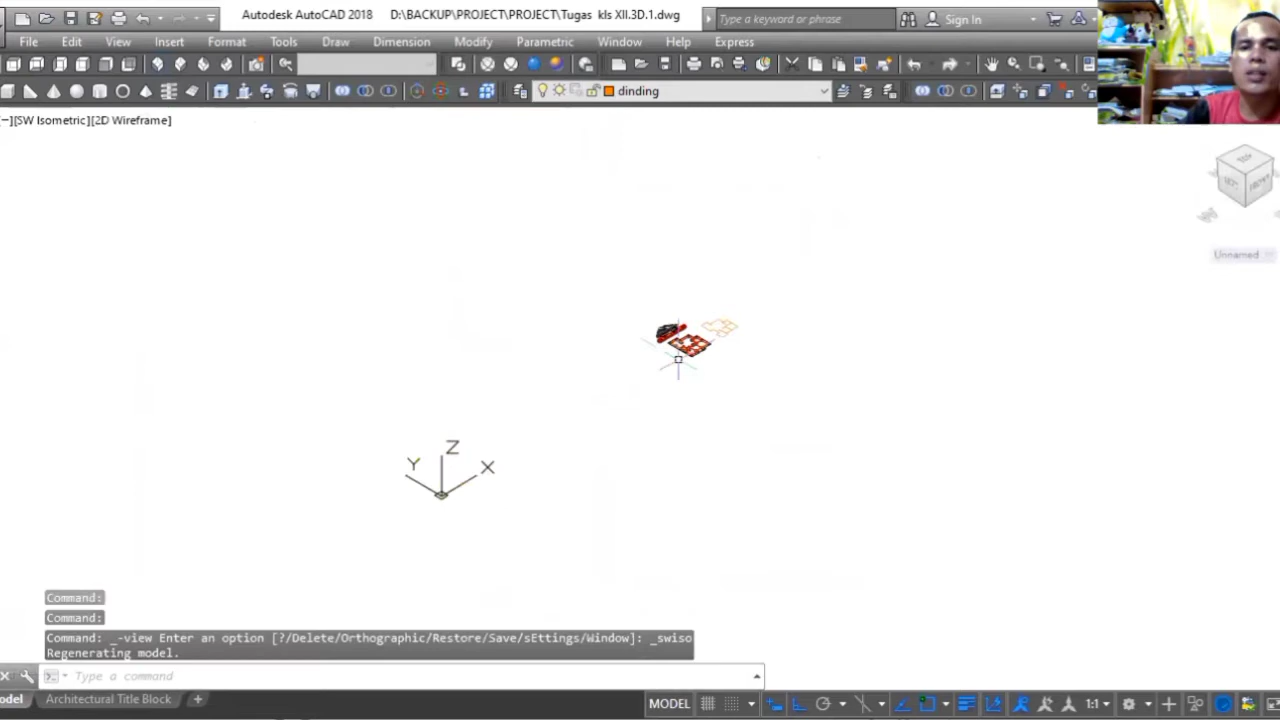 Autodesk AutoCAD 2018 D:\BACKUP\PROJECT\PROJECT\Tugas kls XII.3D.1.dwg
Type a keyword or phrase
Sign In
File Edit View Insert Format Tools Draw Dimension Modify Parametric Window Help Express
dinding
[−][SW Isometric][2D Wireframe]
TOP
LEFT
FRONT
W
Unnamed
Z
Y
X
Command:
Command:
Command: _-view Enter an option [?/Delete/Orthographic/Restore/Save/sEttings/Window]: _swiso
Regenerating model.
Type a command
odel
Architectural Title Block
+
MODEL
1:1